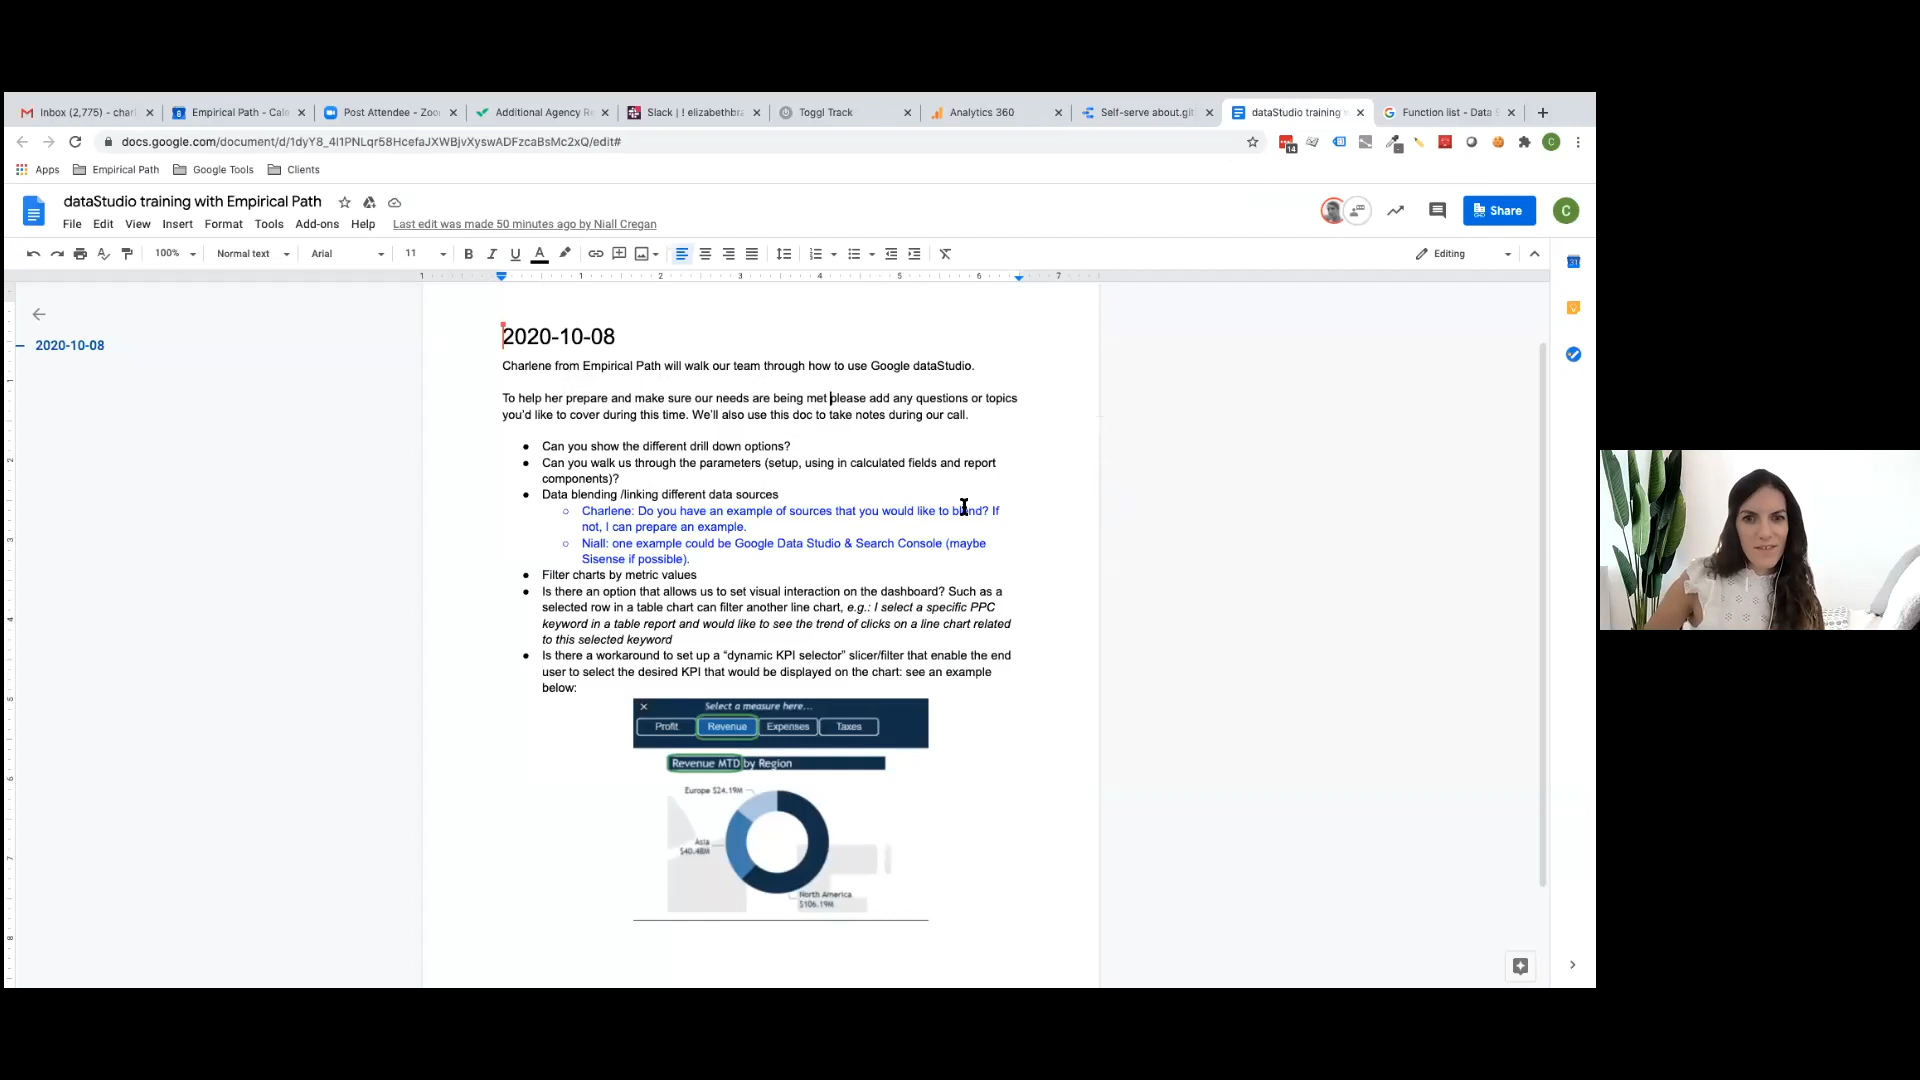 Inbox (2,775) - char
Empirical Path - Cale
Post Attendee - Zoo
Additional Agency Re
Slack | ! elizabethbra
Toggl Track
Analytics 360
Self-serve about.git
dataStudio training w
Function list - Data S
docs.google.com/document/d/1dyY8_4l1PNLqr58HcefaJXWBjvXyswADFzcaBsMc2xQ/edit#
14
C
Apps
Empirical Path
Google Tools
Clients
dataStudio training with Empirical Path
File Edit View Insert Format Tools Add-ons Help Last edit was made 50 minutes ago by Niall Cregan
Share
C
100% Normal text Arial 11 B I U A Editing
1 1 2 3 4 5 6 7
2020-10-08
2020-10-08
Charlene from Empirical Path will walk our team through how to use Google dataStudio.
To help her prepare and make sure our needs are being met please add any questions or topics
you'd like to cover during this time. We'll also use this doc to take notes during our call.
● Can you show the different drill down options?
● Can you walk us through the parameters (setup, using in calculated fields and report
components)?
● Data blending /linking different data sources
○ Charlene: Do you have an example of sources that you would like to blend? If
not, I can prepare an example.
○ Niall: one example could be Google Data Studio & Search Console (maybe
Sisense if possible).
● Filter charts by metric values
● Is there an option that allows us to set visual interaction on the dashboard? Such as a
selected row in a table chart can filter another line chart, e.g.: I select a specific PPC
keyword in a table report and would like to see the trend of clicks on a line chart related
to this selected keyword
● Is there a workaround to set up a “dynamic KPI selector” slicer/filter that enable the end
user to select the desired KPI that would be displayed on the chart: see an example
below:
Select a measure here...
Profit Revenue Expenses Taxes
Revenue MTD by Region
Europe $24.19M
Asia
$40.48M
North America
$106.19M